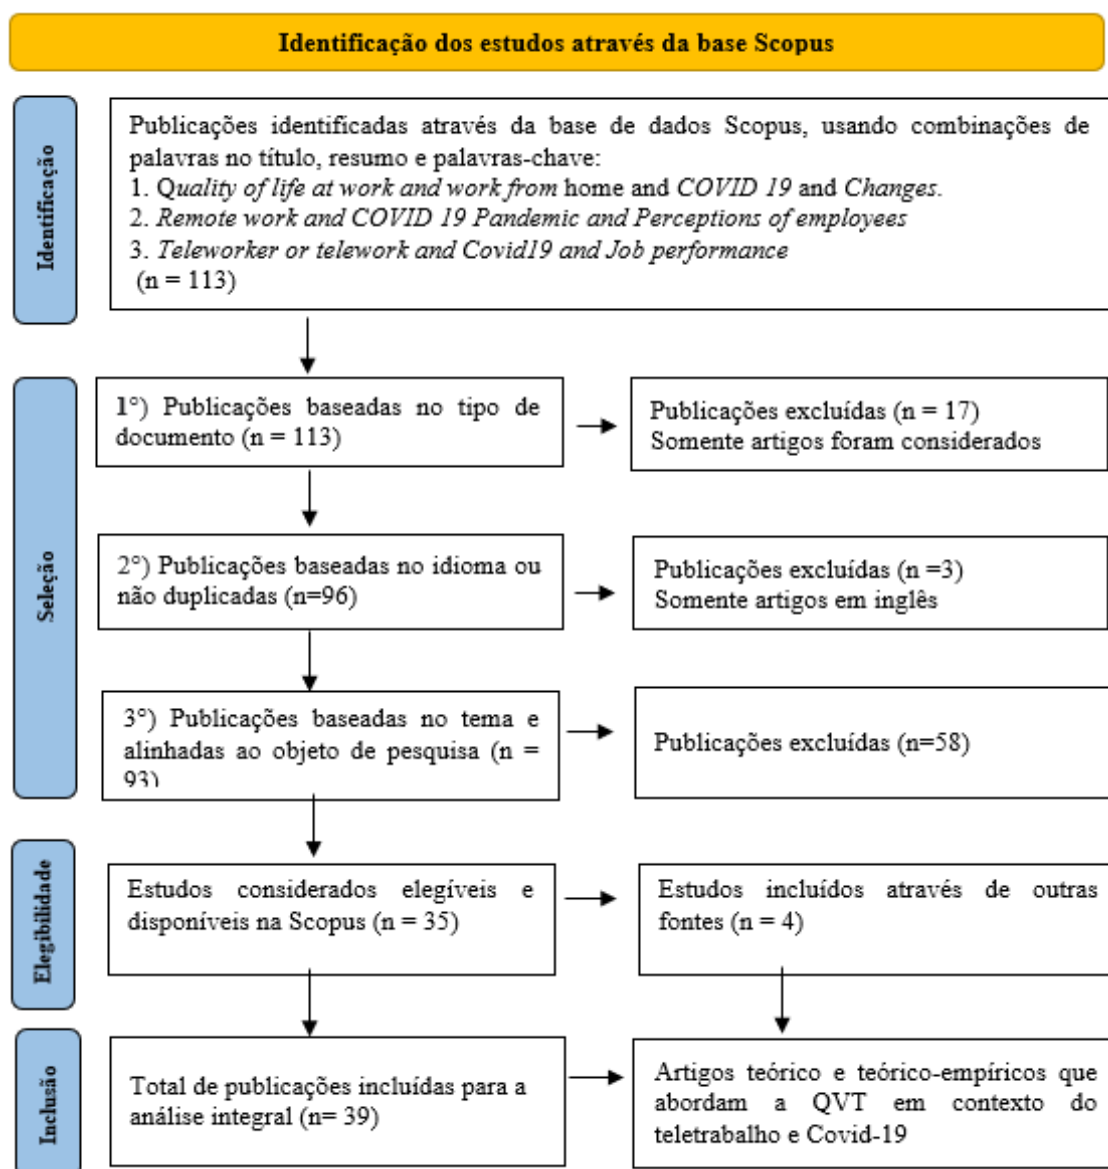 Identificação dos estudos através da base Scopus
Identificação
Publicações identificadas através da base de dados Scopus, usando combinações de
palavras no título, resumo e palavras-chave:
1. Quality of life at work and work from home and COVID 19 and Changes.
2. Remote work and COVID 19 Pandemic and Perceptions of employees
3. Teleworker or telework and Covid19 and Job performance
(n = 113)
Seleção
1°) Publicações baseadas no tipo de
documento (n = 113)
Publicações excluídas (n = 17)
Somente artigos foram considerados
2°) Publicações baseadas no idioma ou
não duplicadas (n=96)
Publicações excluídas (n =3)
Somente artigos em inglês
3°) Publicações baseadas no tema e
alinhadas ao objeto de pesquisa (n =
93)
Publicações excluídas (n=58)
Elegibilidade
Estudos considerados elegíveis e
disponíveis na Scopus (n = 35)
Estudos incluídos através de outras
fontes (n = 4)
Inclusão
Total de publicações incluídas para a
análise integral (n= 39)
Artigos teórico e teórico-empíricos que
abordam a QVT em contexto do
teletrabalho e Covid-19